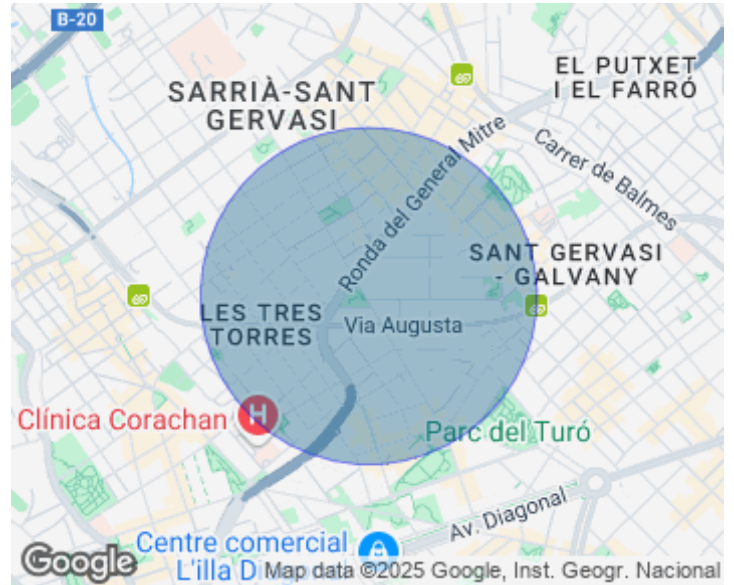 B-20
EL PUTXET
I EL FARRÓ
SARRIÀ-SANT
GERVASI
Ronda del General Mitre
Carrer de Balmes
SANT GERVASI
- GALVANY
LES TRES
TORRES
Via Augusta
Clínica Corachan
H
Parc del Turó
Av. Diagonal
Centre comercial
L'illa Di
Google
Map data ©2025 Google, Inst. Geogr. Nacional